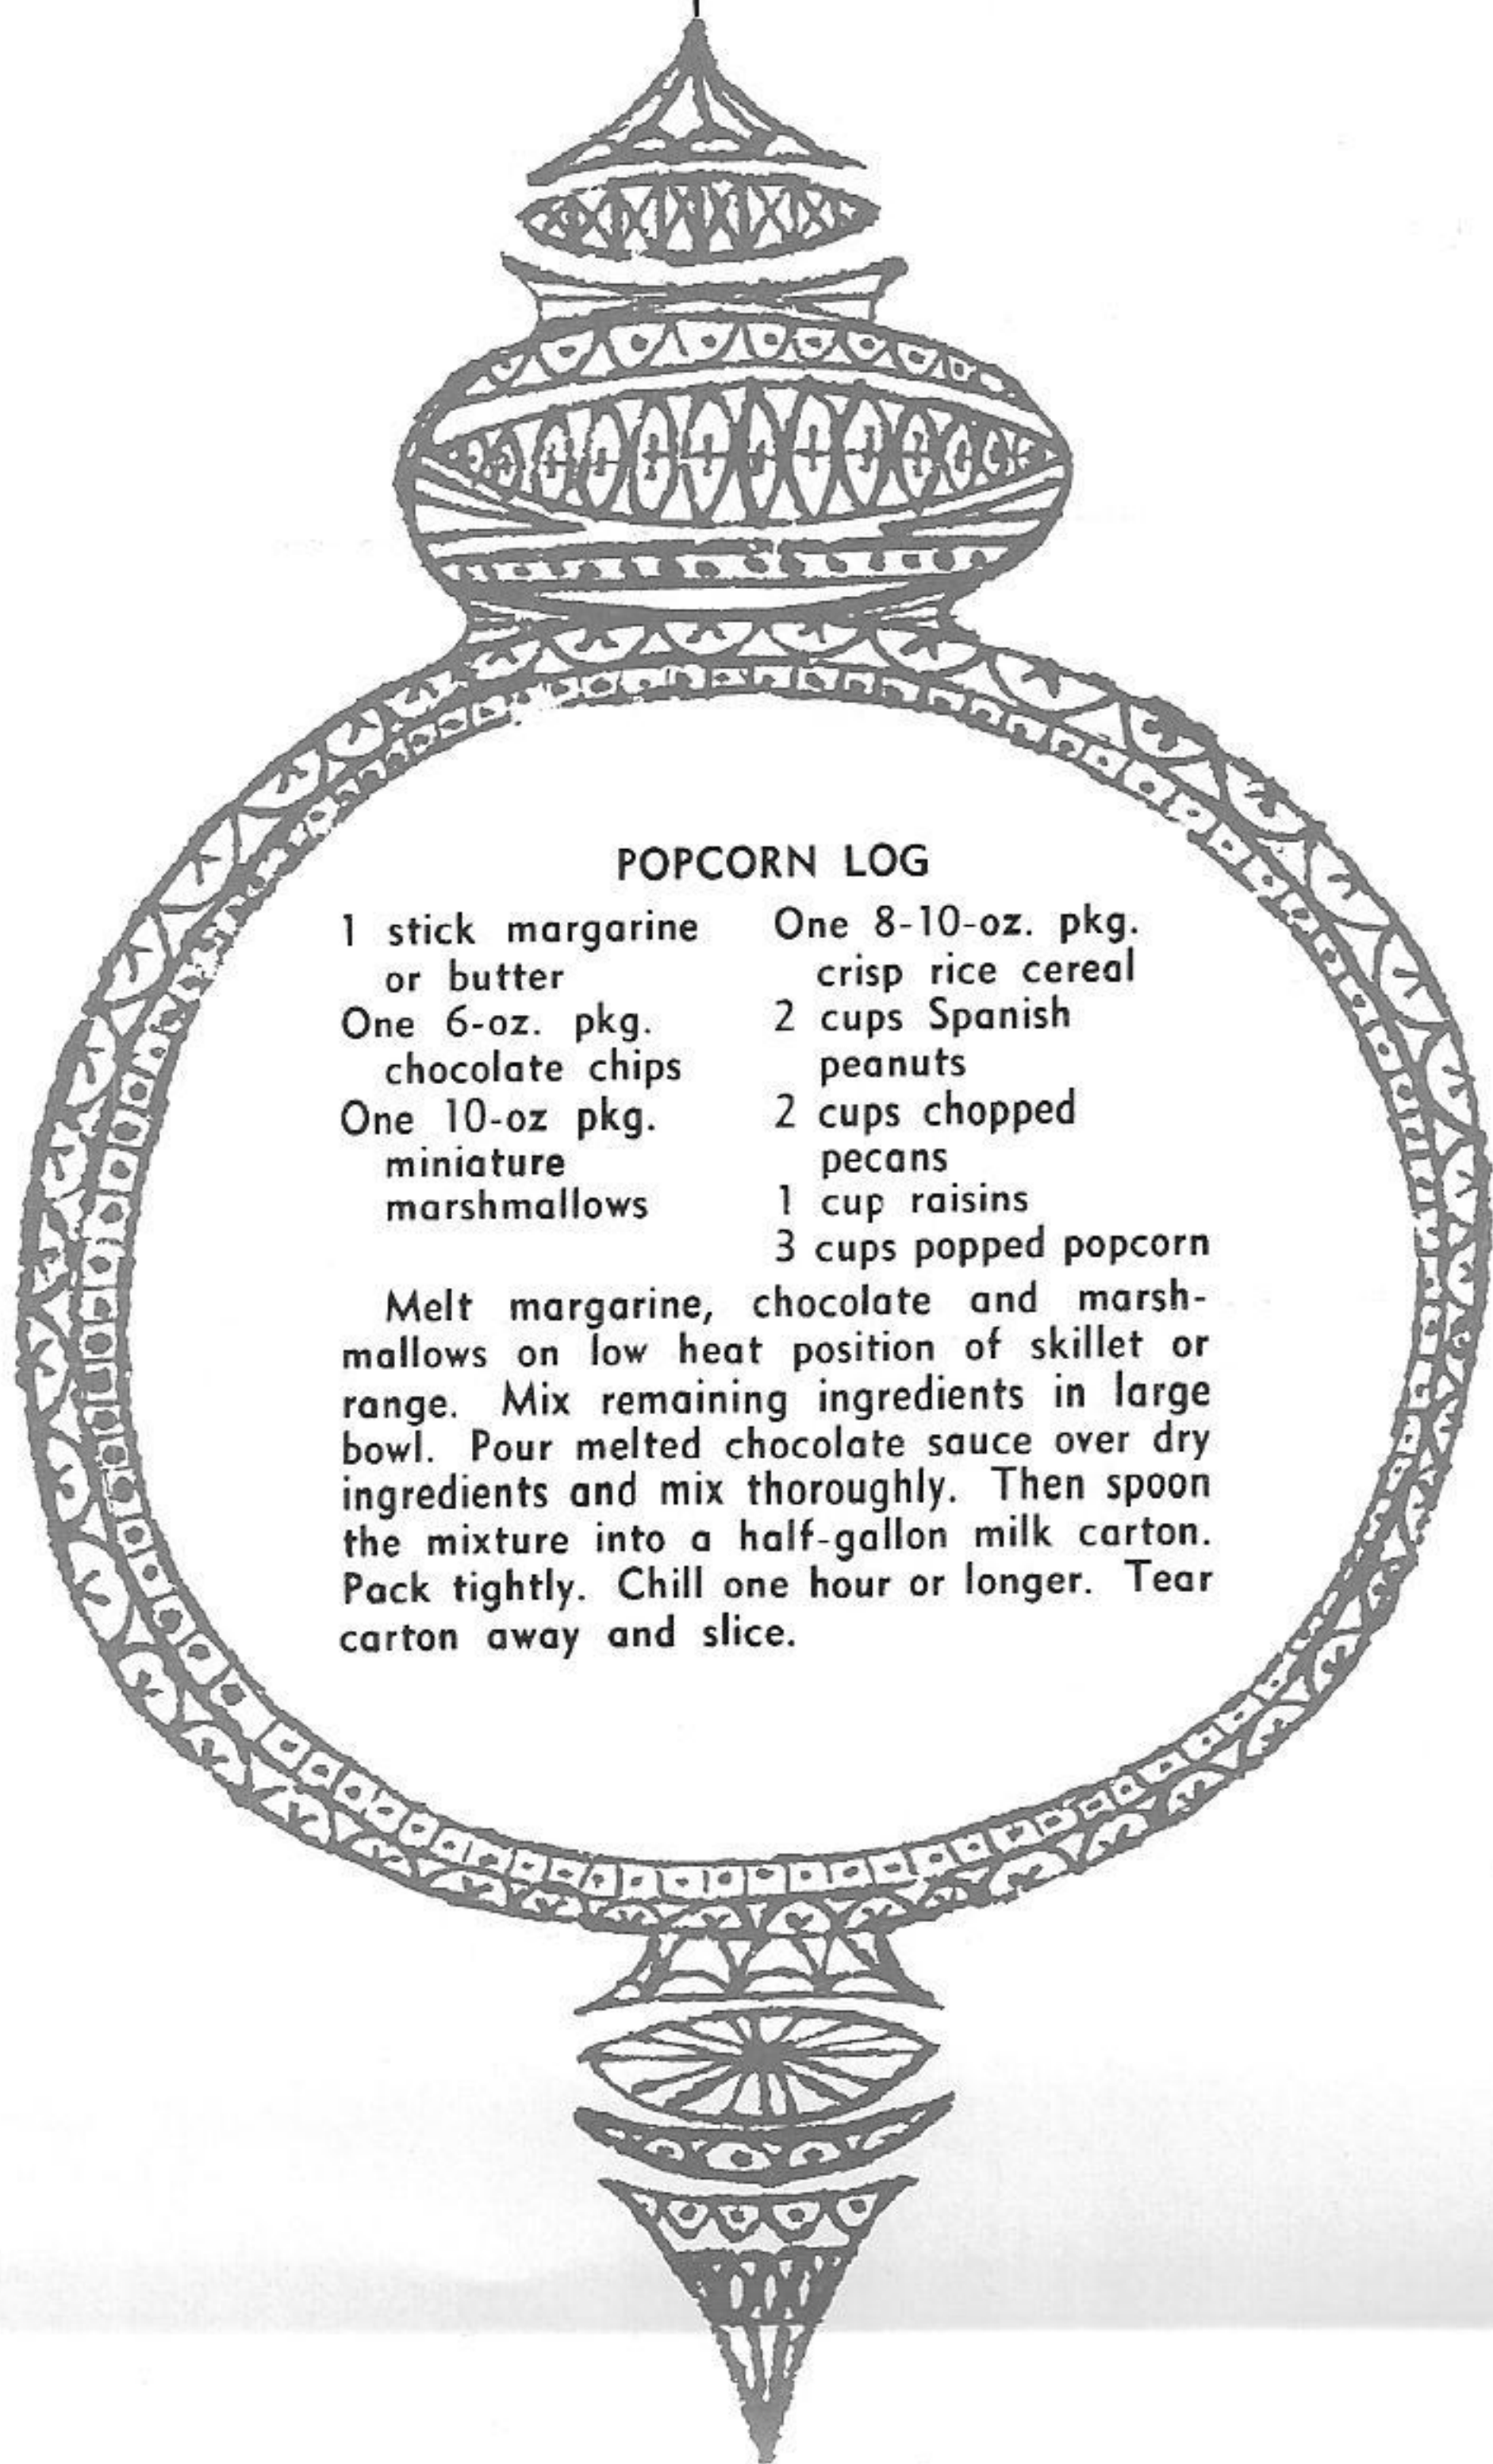 POPCORN LOG
1 stick margarine
or butter
One 6-oz. pkg.
chocolate chips
One 10-oz pkg.
miniature
marshmallows
One 8-10-oz. pkg.
crisp rice cereal
2 cups Spanish
peanuts
2 cups chopped
pecans
1 cup raisins
3 cups popped popcorn
Melt margarine, chocolate and marsh-
mallows on low heat position of skillet or
range. Mix remaining ingredients in large
bowl. Pour melted chocolate sauce over dry
ingredients and mix thoroughly. Then spoon
the mixture into a half-gallon milk carton.
Pack tightly. Chill one hour or longer. Tear
carton away and slice.